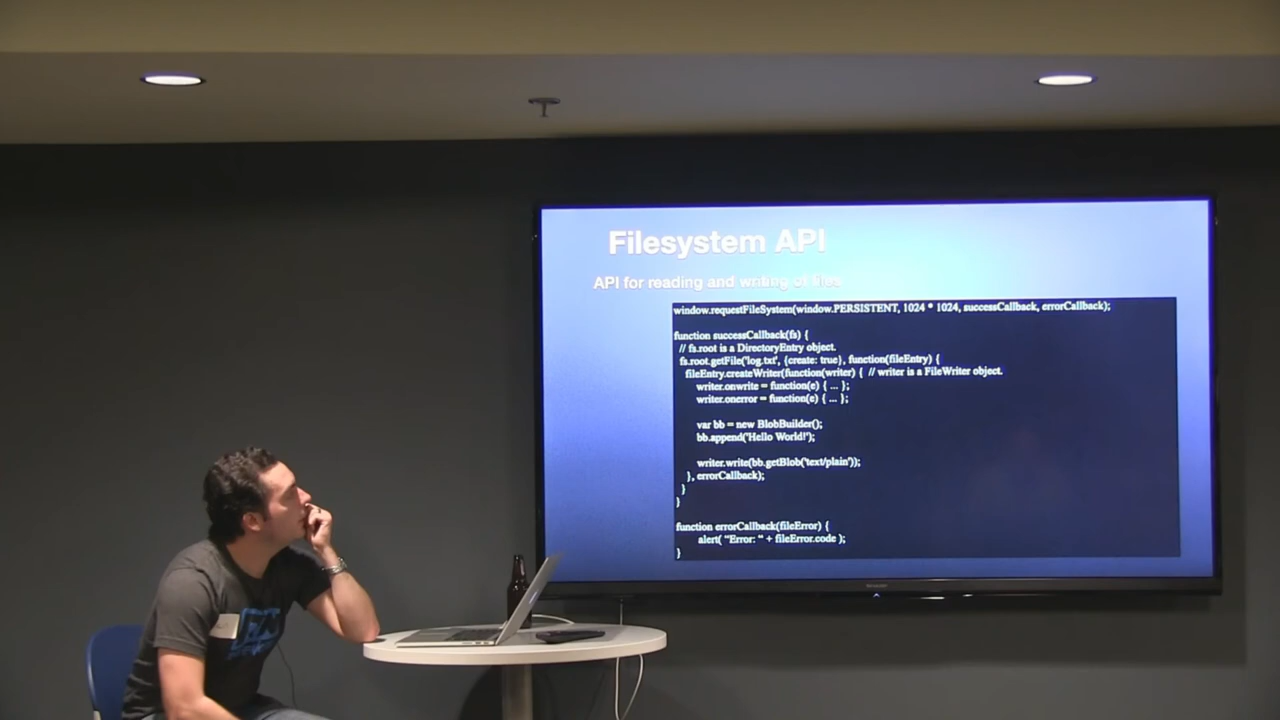 Filesystem API
API for reading and writing of files
window.requestFileSystem(window.PERSISTENT, 1024 * 1024, successCallback, errorCallback);
function successCallback(fs) {
// fs.root is a DirectoryEntry object.
fs.root.getFile('log.txt', {create: true}, function(fileEntry) {
fileEntry.createWriter(function(writer) { // writer is a FileWriter object.
writer.onwrite = function(e) { ... };
writer.onerror = function(e) { ... };
var bb = new BlobBuilder();
bb.append('Hello World!');
writer.write(bb.getBlob('text/plain'));
}, errorCallback);
}
}
function errorCallback(fileError) {
alert( "Error: " + fileError.code );
}